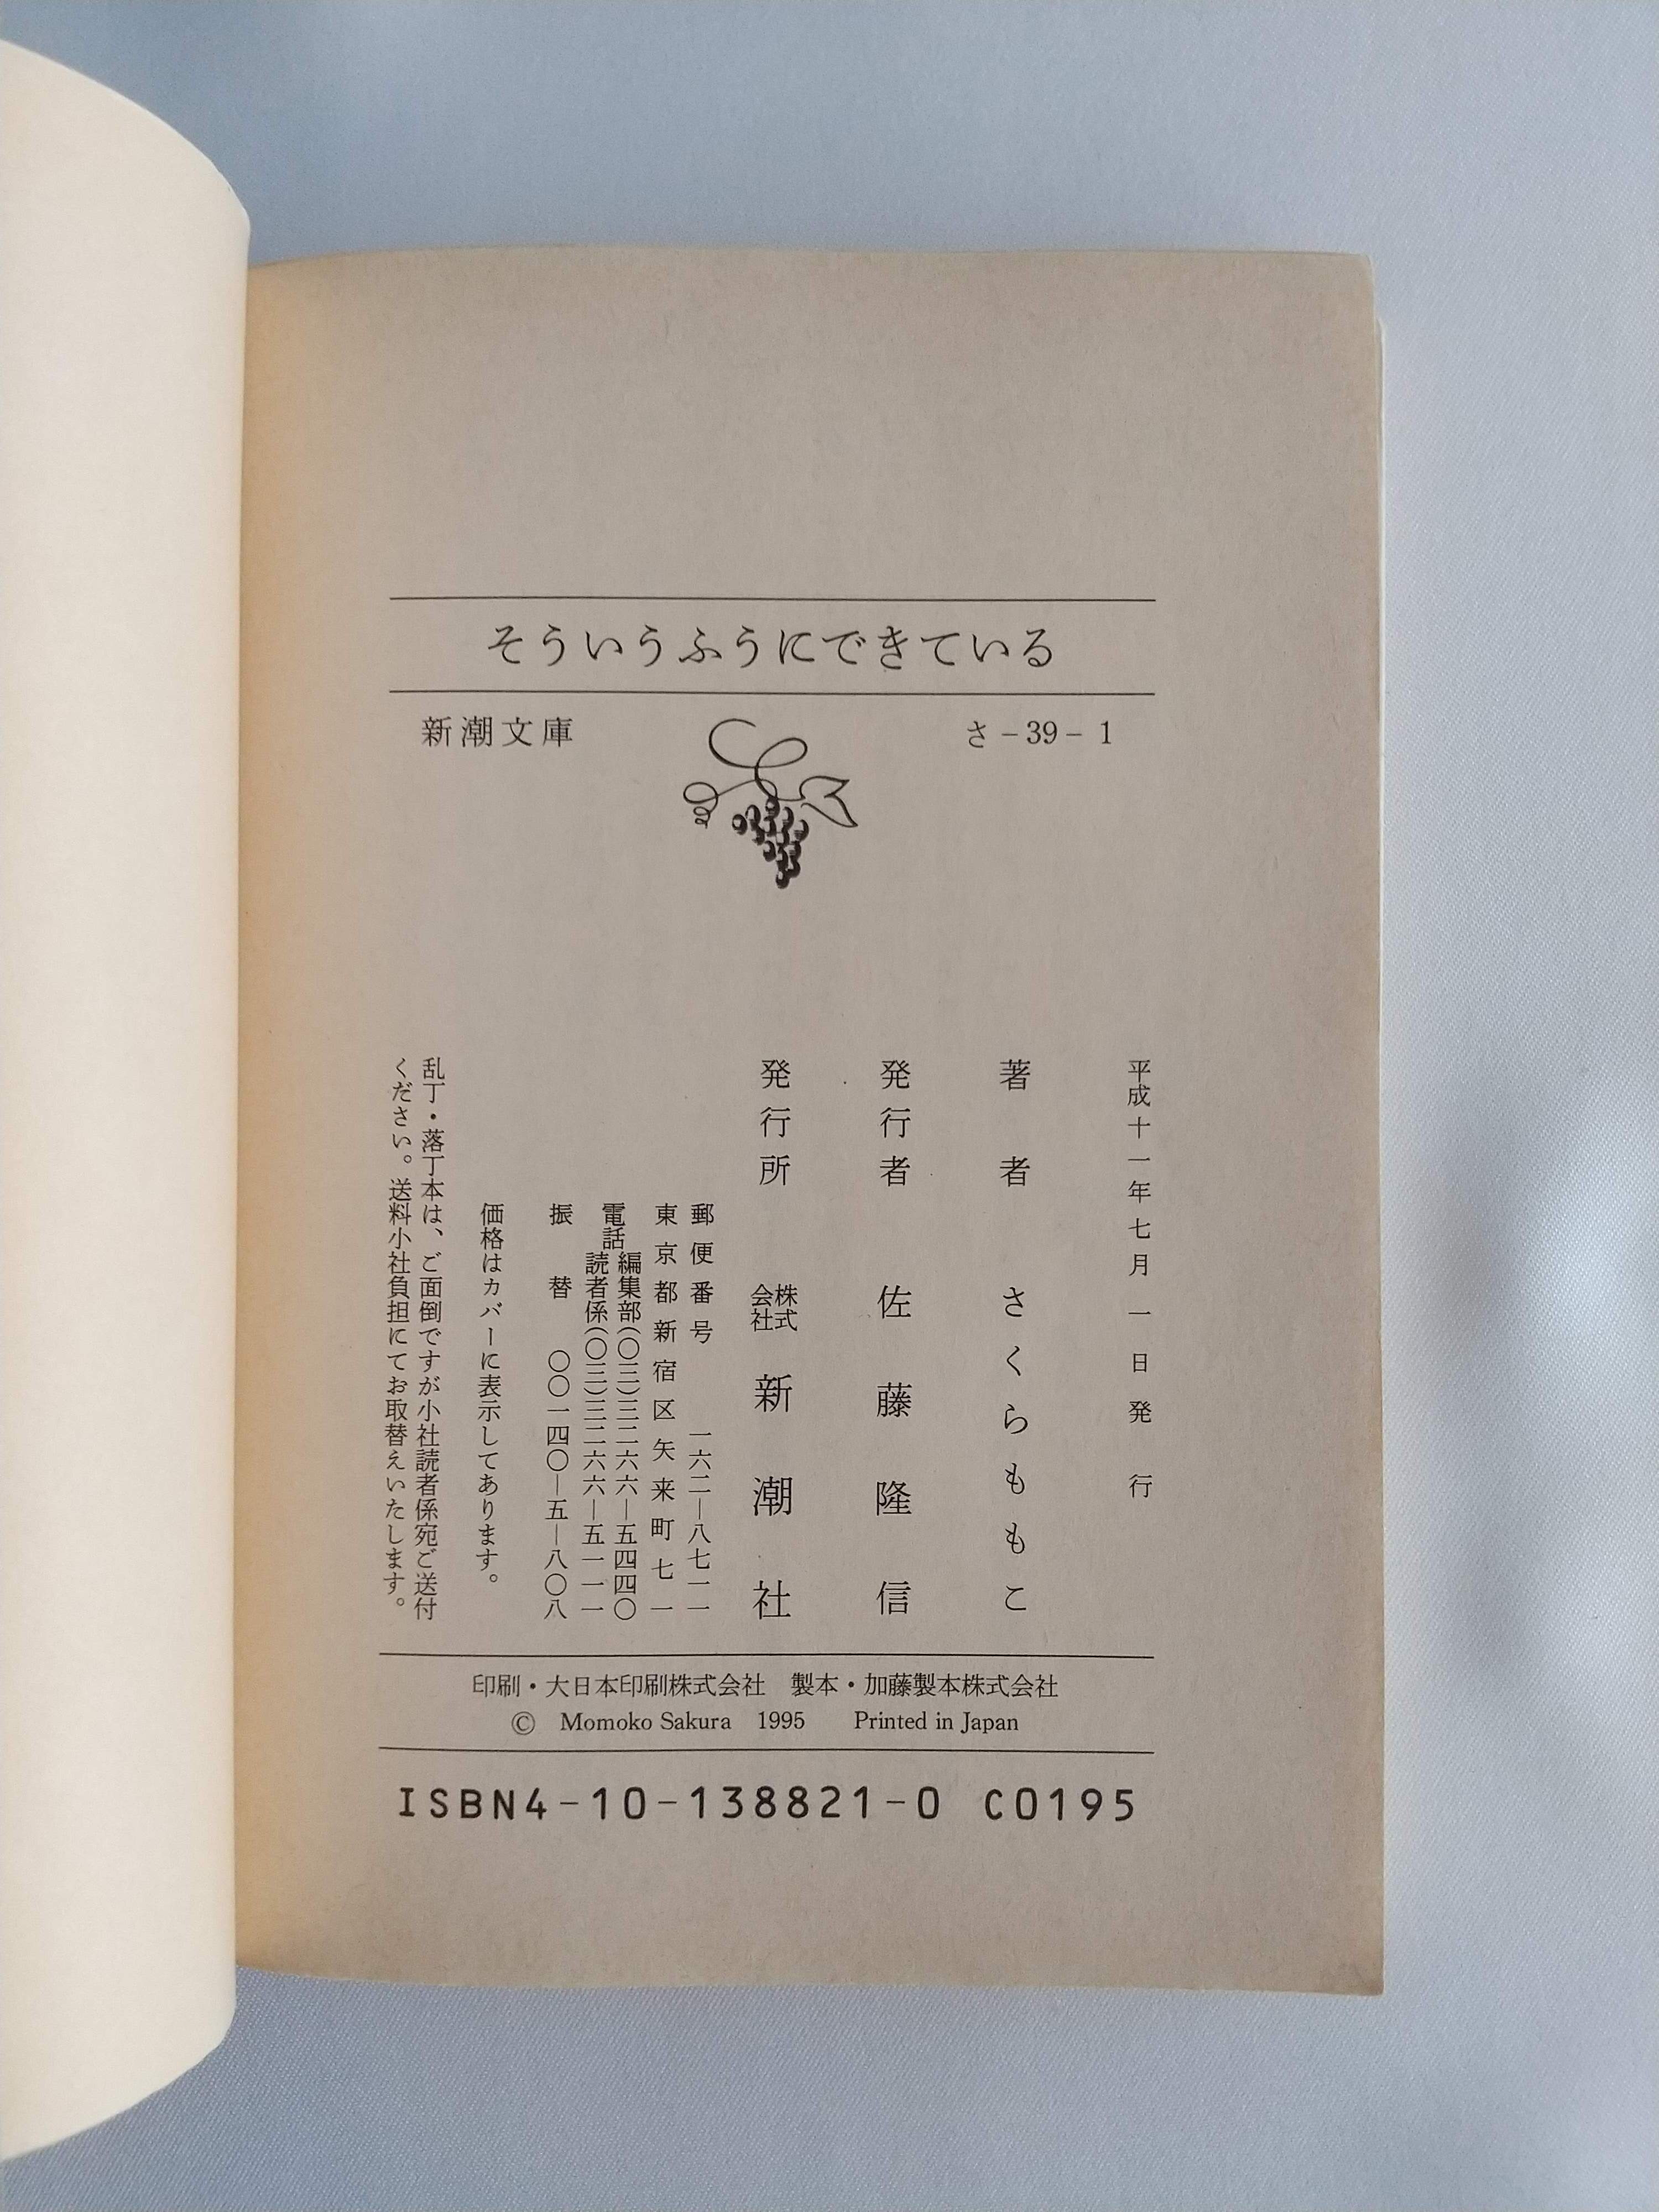 そういうふうにできている
新潮文庫 さ-39-1
平成十一年七月一日発行
著者 さくらももこ
発行者 佐藤隆信
発行所 株式会社 新潮社
郵便番号 一六二―八七一一
東京都新宿区矢来町七一
電話 編集部(〇三)三二六六―五四四〇
読者係(〇三)三二六六―五一一一
振替 〇〇一四〇―五―八〇八
価格はカバーに表示してあります。
乱丁・落丁本は、ご面倒ですが小社読者係宛ご送付
ください。送料小社負担にてお取替えいたします。
印刷・大日本印刷株式会社 製本・加藤製本株式会社
© Momoko Sakura 1995 Printed in Japan
ISBN4-10-138821-0 C0195